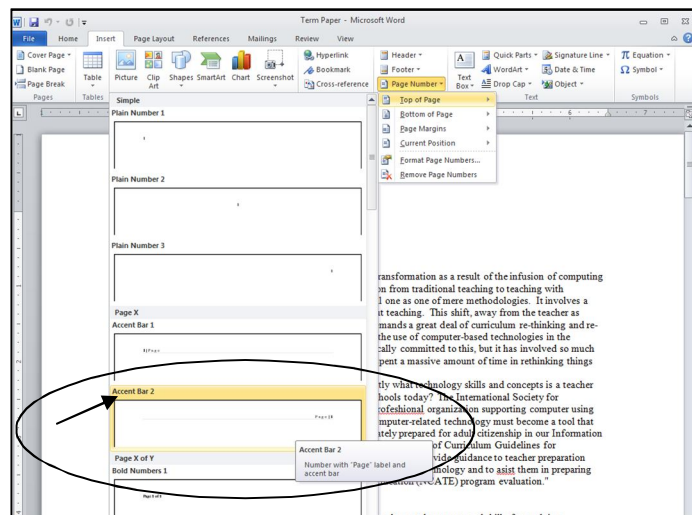 Term Paper - Microsoft Word
File Home Insert Page Layout References Mailings Review View
Cover Page
Blank Page
Page Break
Pages
Table
Tables
Picture
Clip Art
Shapes
SmartArt
Chart
Screenshot
Hyperlink
Bookmark
Cross-reference
Header
Footer
Page Number
Text Box
Quick Parts
WordArt
Drop Cap
Signature Line
Date & Time
Object
Text
Equation
Symbol
Symbols
Top of Page
Bottom of Page
Page Margins
Current Position
Format Page Numbers...
Remove Page Numbers
Simple
Plain Number 1
Plain Number 2
Plain Number 3
Page X
Accent Bar 1
1|Page
Accent Bar 2
Page|1
Page X of Y
Bold Numbers 1
Page 1 of 1
Accent Bar 2
Number with "Page" label and
accent bar
ransformation as a result of the infusion of computing
on from traditional teaching to teaching with
l one as one of mere methodologies. It involves a
t teaching. This shift, away from the teacher as
mands a great deal of curriculum re-thinking and re-
the use of computer-based technologies in the
cally committed to this, but it has involved so much
pent a massive amount of time in rethinking things
tly what technology skills and concepts is a teacher
hools today? The International Society for
rofeshional organization supporting computer using
mputer-related technology must become a tool that
tely prepared for adult citizenship in our Information
of Curriculum Guidelines for
vide guidance to teacher preparation
nology and to asist them in preparing
(NCATE) program evaluation."